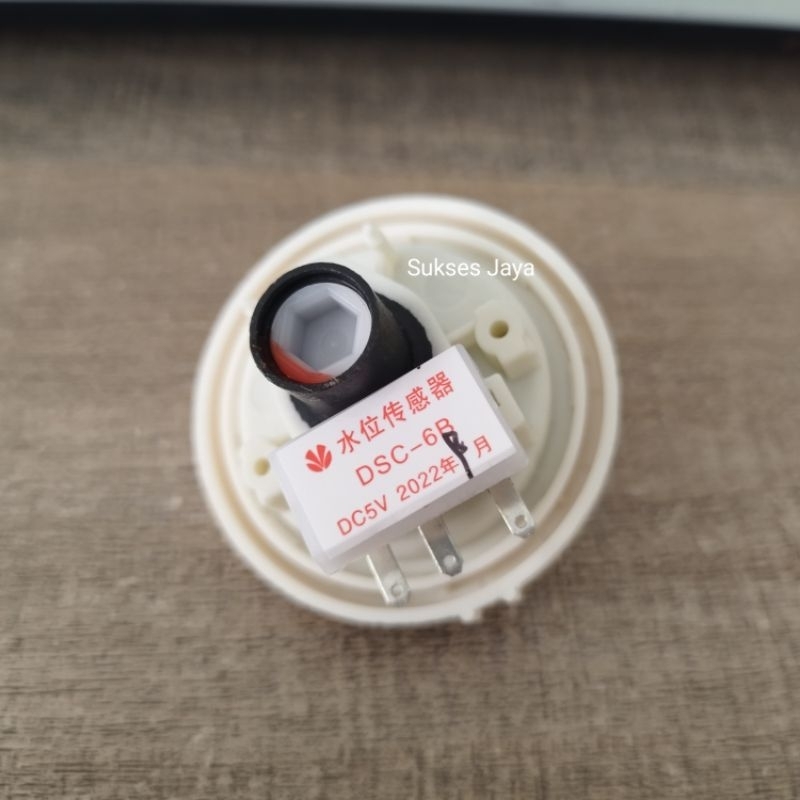 Sukses Jaya
水位传感器
DSC-6B
DC5V 2022年 月